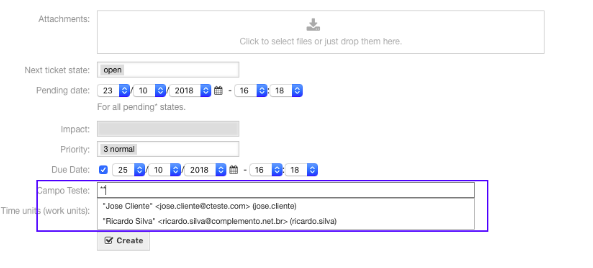 Attachments:
Click to select files or just drop them here.
Next ticket state: open
Pending date: 23 / 10 / 2018 - 16 : 18
For all pending* states.
Impact:
Priority: 3 normal
Due Date: 25 / 10 / 2018 - 16 : 18
Campo Teste: **
"Jose Cliente" <jose.cliente@cteste.com> (jose.cliente)
Time units (work units):
"Ricardo Silva" <ricardo.silva@complemento.net.br> (ricardo.silva)
Create